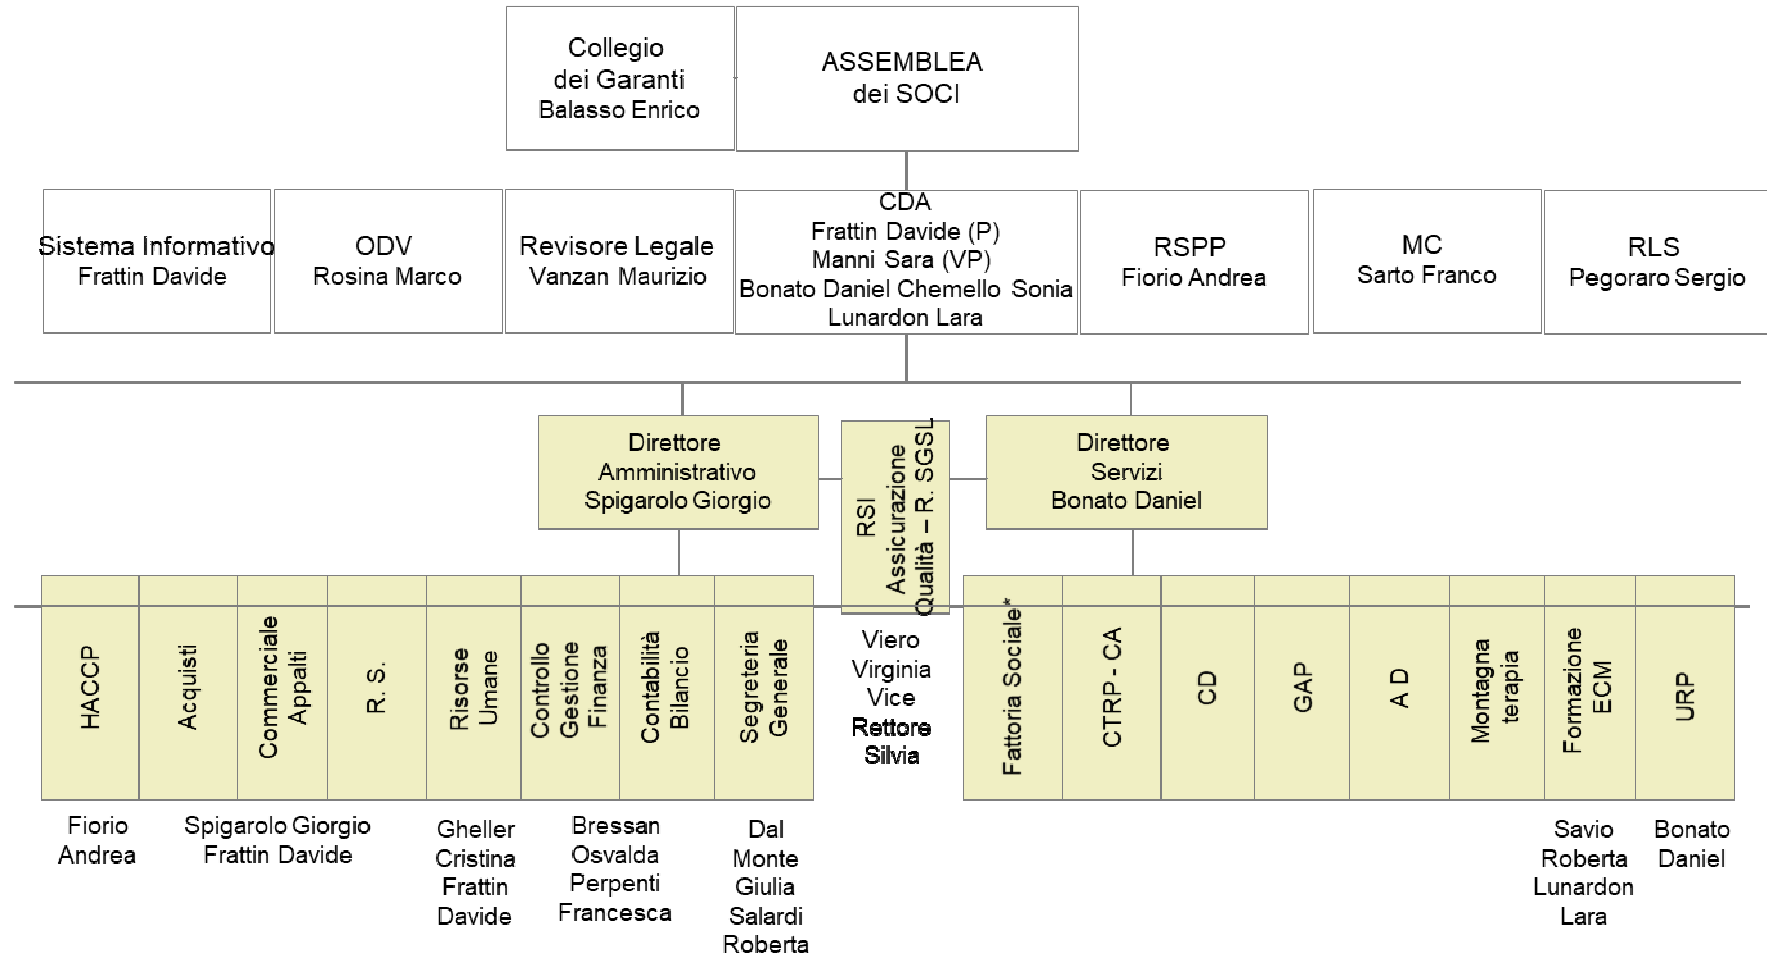 Collegio
dei Garanti
Balasso Enrico
ASSEMBLEA
dei SOCI
Sistema Informativo
Frattin Davide
ODV
Rosina Marco
Revisore Legale
Vanzan Maurizio
CDA
Frattin Davide (P)
Manni Sara (VP)
Bonato Daniel Chemello Sonia
Lunardon Lara
RSPP
Fiorio Andrea
MC
Sarto Franco
RLS
Pegoraro Sergio
Direttore
Amministrativo
Spigarolo Giorgio
RSI
Assicurazione
Qualità – R. SGSL
Direttore
Servizi
Bonato Daniel
HACCP
Acquisti
Commerciale
Appalti
R. S.
Risorse
Umane
Controllo
Gestione
Finanza
Contabilità
Bilancio
Segreteria
Generale
Viero
Virginia
Vice
Rettore
Silvia
Fattoria Sociale*
CTRP - CA
CD
GAP
A D
Montagna
terapia
Formazione
ECM
URP
Fiorio
Andrea
Spigarolo Giorgio
Frattin Davide
Gheller
Cristina
Frattin
Davide
Bressan
Osvalda
Perpenti
Francesca
Dal
Monte
Giulia
Salardi
Roberta
Savio
Roberta
Lunardon
Lara
Bonato
Daniel